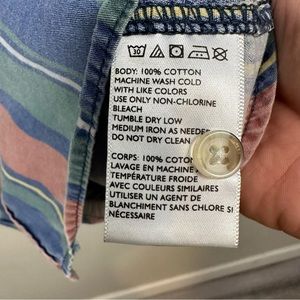 30
BODY: 100% COTTON
MACHINE WASH COLD
WITH LIKE COLORS
USE ONLY NON-CHLORINE
BLEACH
TUMBLE DRY LOW
MEDIUM IRON AS NEEDED
DO NOT DRY CLEAN
CORPS: 100% COTON
LAVAGE EN MACHINE
TEMPÉRATURE FROIDE
AVEC COULEURS SIMILAIRES
UTILISER UN AGENT DE
BLANCHIMENT SANS CHLORE SI
NÉCESSAIRE